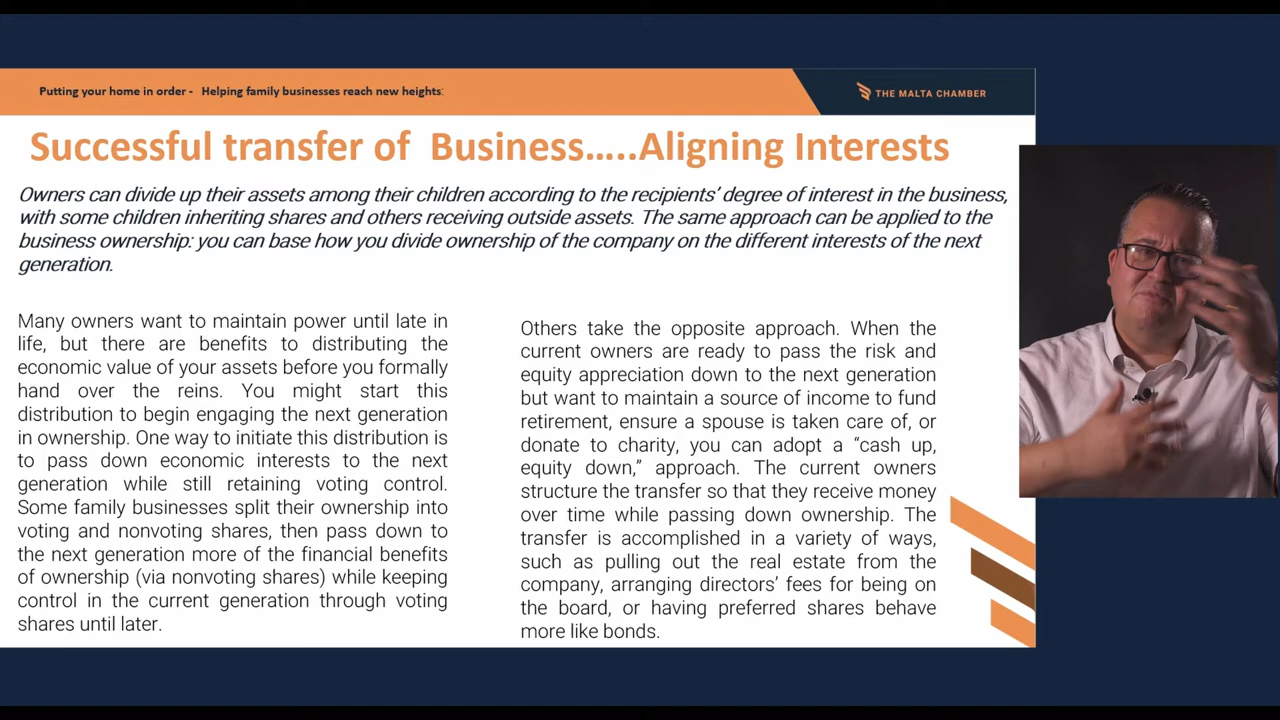 Putting your home in order - Helping family businesses reach new heights:
THE MALTA CHAMBER
Successful transfer of Business…..Aligning Interests
Owners can divide up their assets among their children according to the recipients’ degree of interest in the business,
with some children inheriting shares and others receiving outside assets. The same approach can be applied to the
business ownership: you can base how you divide ownership of the company on the different interests of the next
generation.
Many owners want to maintain power until late in
life, but there are benefits to distributing the
economic value of your assets before you formally
hand over the reins. You might start this
distribution to begin engaging the next generation
in ownership. One way to initiate this distribution is
to pass down economic interests to the next
generation while still retaining voting control.
Some family businesses split their ownership into
voting and nonvoting shares, then pass down to
the next generation more of the financial benefits
of ownership (via nonvoting shares) while keeping
control in the current generation through voting
shares until later.
Others take the opposite approach. When the
current owners are ready to pass the risk and
equity appreciation down to the next generation
but want to maintain a source of income to fund
retirement, ensure a spouse is taken care of, or
donate to charity, you can adopt a “cash up,
equity down,” approach. The current owners
structure the transfer so that they receive money
over time while passing down ownership. The
transfer is accomplished in a variety of ways,
such as pulling out the real estate from the
company, arranging directors’ fees for being on
the board, or having preferred shares behave
more like bonds.